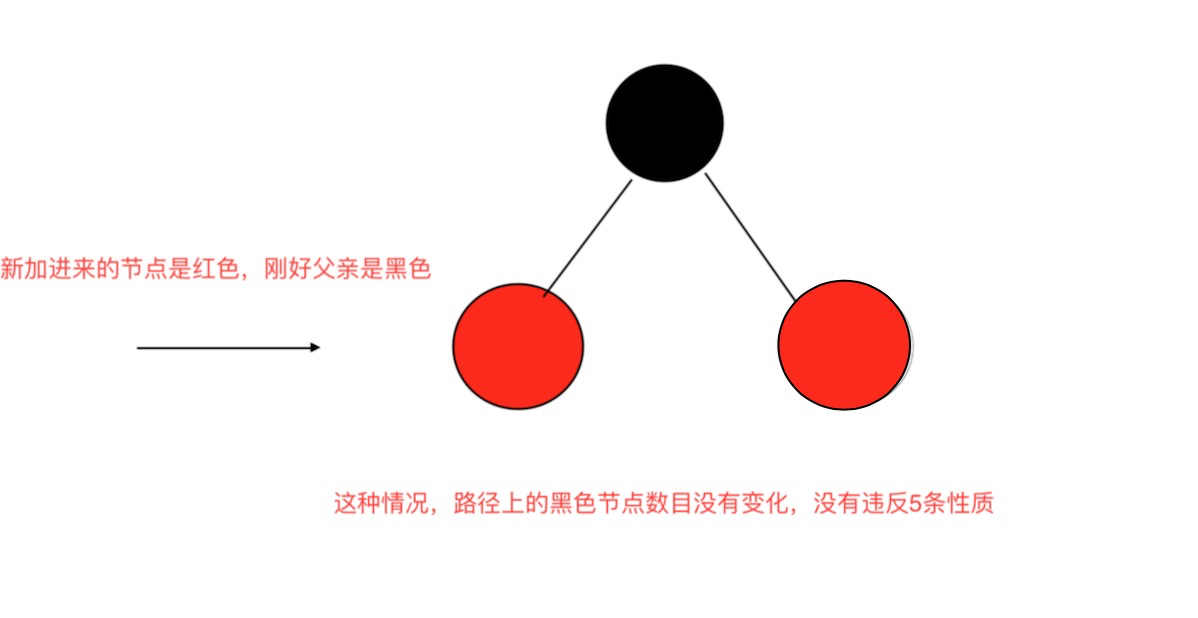 新加进来的节点是红色，刚好父亲是黑色
这种情况，路径上的黑色节点数目没有变化，没有违反5条性质